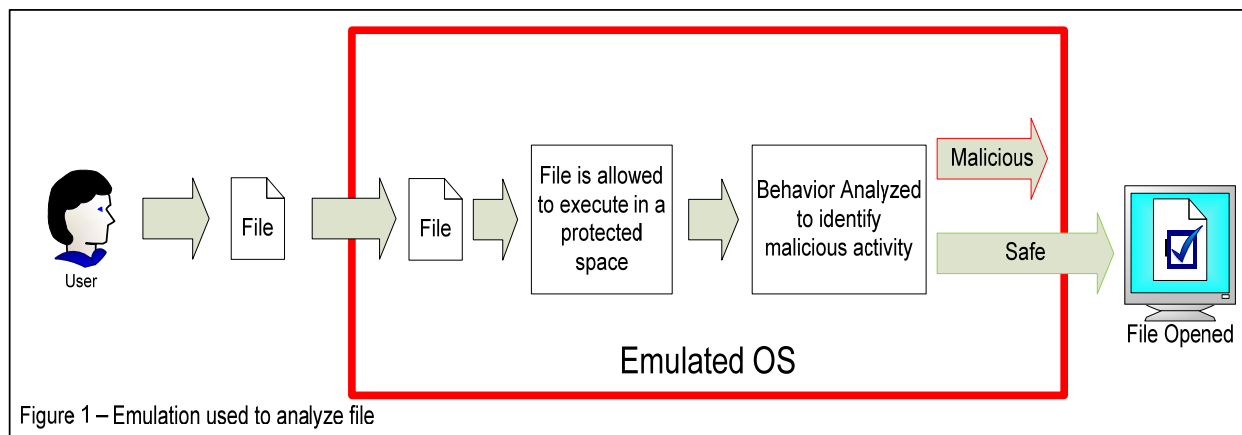 User
File
File
File is allowed
to execute in a
protected
space
Behavior Analyzed
to identify
malicious activity
Malicious
Safe
File Opened
Emulated OS
Figure 1 – Emulation used to analyze file